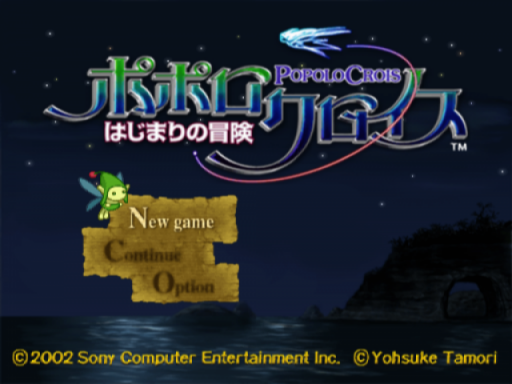 ポポロクロイス
POPOLOCROIS
はじまりの冒険
TM
New game
Continue
Option
©2002 Sony Computer Entertainment Inc. ©Yohsuke Tamori